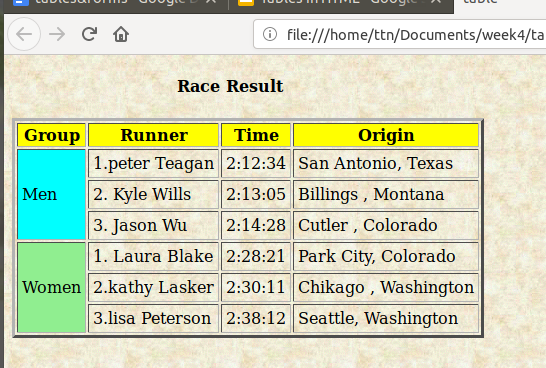 tables&forms - Google D
Tables in HTML - Google S
table
file:///home/ttn/Documents/week4/ta
Race Result
Group Runner Time Origin
Men 1.peter Teagan 2:12:34 San Antonio, Texas
2. Kyle Wills 2:13:05 Billings , Montana
3. Jason Wu 2:14:28 Cutler , Colorado
Women 1. Laura Blake 2:28:21 Park City, Colorado
2.kathy Lasker 2:30:11 Chikago , Washington
3.lisa Peterson 2:38:12 Seattle, Washington